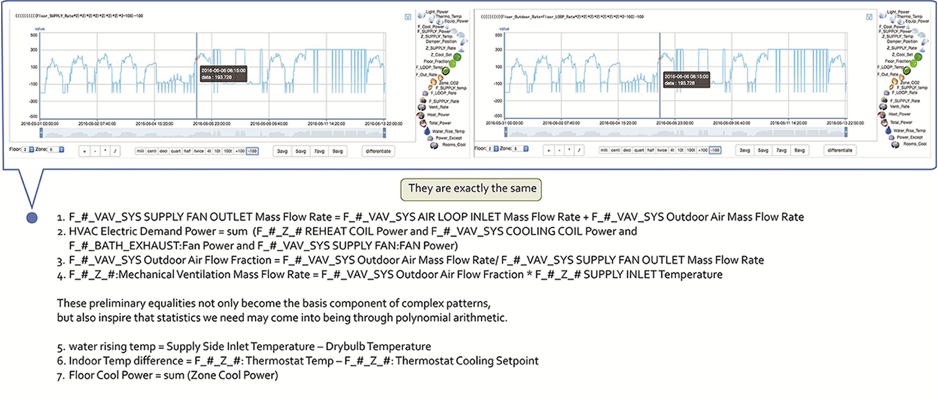 value
500
300
100
-100
-300
-500
2016-06-06 06:15:00
data : 193.728
2016-05-31 00:00:00
2016-06-02 07:40:00
2016-06-04 15:20:00
2016-06-06 23:00:00
2016-06-09 06:40:00
2016-06-11 14:20:00
2016-06-13 22:00:00
Floor: 2 Zone: 5
+ - * /
milli centi deci quart half twice 4t 10t 100t +100 -100
3avg 5avg 7avg 9avg
differentiate
Light_Power
Thermo_Temp
Equip_Power
F_Cool_Power
F_SUPPLY_Power
F_SUPPLY_Temp
Damper_Position
Z_SUPPLY_Rate
Z_Cool_Set
Floor_Fraction
F_LOOP_Temp
F_Out_Rate
Zone_CO2
F_SUPPLY_temp
F_LOOP_Rate
F_SUPPLY_Rate
Vent_Rate
Heat_Power
Total_Power
Water_Rise_Temp
Power_Except
Rooms_Cool
value
500
300
100
-100
-300
-500
2016-06-06 06:15:00
data : 193.728
2016-05-31 00:00:00
2016-06-02 07:40:00
2016-06-04 15:20:00
2016-06-06 23:00:00
2016-06-09 06:40:00
2016-06-11 14:20:00
2016-06-13 22:00:00
Floor: 2 Zone: 5
+ - * /
milli centi deci quart half twice 4t 10t 100t +100 -100
3avg 5avg 7avg 9avg
differentiate
Light_Power
Thermo_Temp
Equip_Power
F_Cool_Power
F_SUPPLY_Power
F_SUPPLY_Temp
Damper_Position
Z_SUPPLY_Rate
Z_Cool_Set
Floor_Fraction
F_LOOP_Temp
F_Out_Rate
Zone_CO2
F_SUPPLY_temp
F_LOOP_Rate
F_SUPPLY_Rate
Vent_Rate
Heat_Power
Total_Power
Water_Rise_Temp
Power_Except
Rooms_Cool
They are exactly the same
1. F_#_VAV_SYS SUPPLY FAN OUTLET Mass Flow Rate = F_#_VAV_SYS AIR LOOP INLET Mass Flow Rate + F_#_VAV_SYS Outdoor Air Mass Flow Rate
2. HVAC Electric Demand Power = sum (F_#_Z_# REHEAT COIL Power and F_#_VAV_SYS COOLING COIL Power and
F_#_BATH_EXHAUST:Fan Power and F_#_VAV_SYS SUPPLY FAN:FAN Power)
3. F_#_VAV_SYS Outdoor Air Flow Fraction = F_#_VAV_SYS Outdoor Air Mass Flow Rate/ F_#_VAV_SYS SUPPLY FAN OUTLET Mass Flow Rate
4. F_#_Z_#:Mechanical Ventilation Mass Flow Rate = F_#_VAV_SYS Outdoor Air Flow Fraction * F_#_Z_# SUPPLY INLET Temperature
These preliminary equalities not only become the basis component of complex patterns,
but also inspire that statistics we need may come into being through polynomial arithmetic.
5. water rising temp = Supply Side Inlet Temperature – Drybulb Temperature
6. Indoor Temp difference = F_#_Z_#: Thermostat Temp – F_#_Z_#: Thermostat Cooling Setpoint
7. Floor Cool Power = sum (Zone Cool Power)